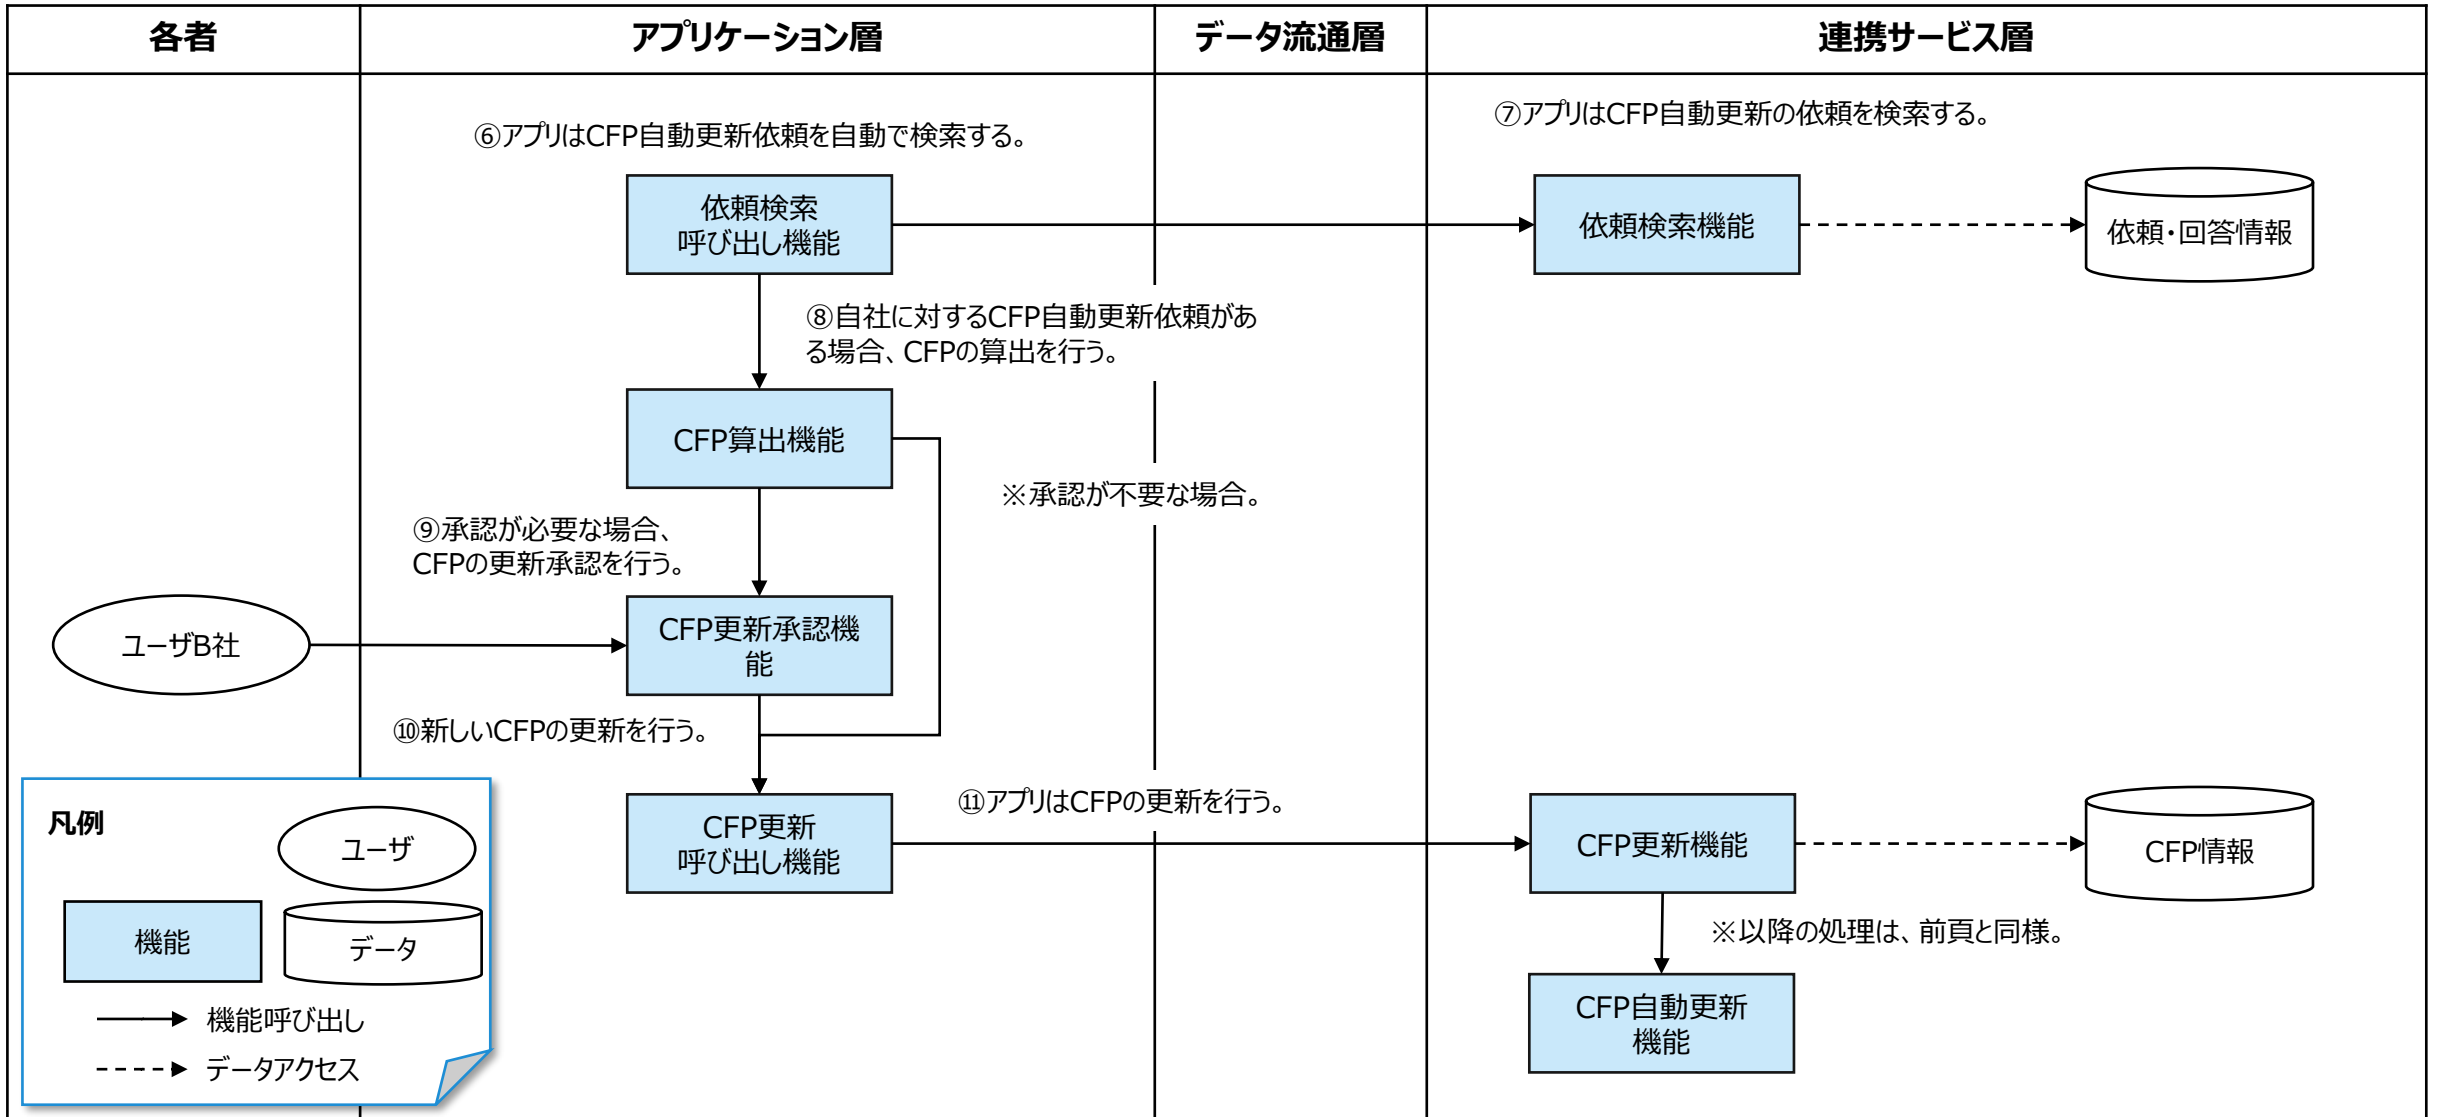 各者
アプリケーション層
データ流通層
連携サービス層
⑥アプリはCFP自動更新依頼を自動で検索する。
⑦アプリはCFP自動更新の依頼を検索する。
依頼検索
呼び出し機能
依頼検索機能
依頼・回答情報
⑧自社に対するCFP自動更新依頼があ
る場合、CFPの算出を行う。
CFP算出機能
※承認が不要な場合。
⑨承認が必要な場合、
CFPの更新承認を行う。
ユーザB社
CFP更新承認機
能
⑩新しいCFPの更新を行う。
⑪アプリはCFPの更新を行う。
CFP更新
呼び出し機能
CFP更新機能
CFP情報
※以降の処理は、前頁と同様。
CFP自動更新
機能
凡例
ユーザ
機能
データ
機能呼び出し
データアクセス